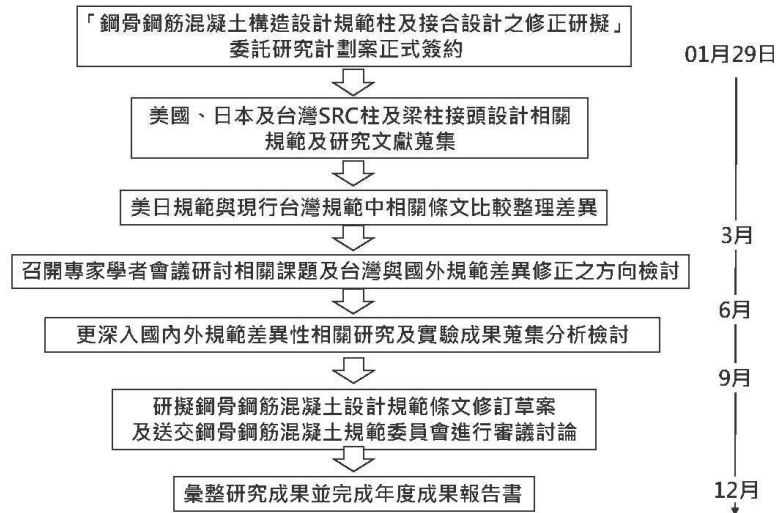 「鋼骨鋼筋混凝土構造設計規範柱及接合設計之修正研擬」
委託研究計劃案正式簽約
01月29日
美國、日本及台灣SRC柱及梁柱接頭設計相關
規範及研究文獻蒐集
美日規範與現行台灣規範中相關條文比較整理差異
3月
召開專家學者會議研討相關課題及台灣與國外規範差異修正之方向檢討
6月
更深入國內外規範差異性相關研究及實驗成果蒐集分析檢討
9月
研擬鋼骨鋼筋混凝土設計規範條文修訂草案
及送交鋼骨鋼筋混凝土規範委員會進行審議討論
彙整研究成果並完成年度成果報告書
12月